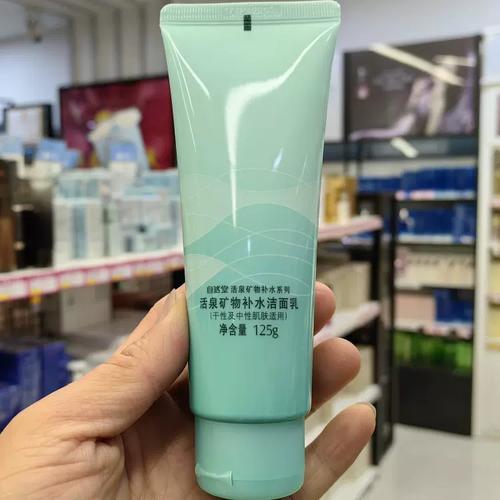 自然堂 活泉矿物补水系列
活泉矿物补水洁面乳
(干性及中性肌肤适用)
净含量 125g